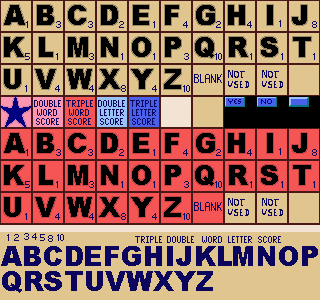 A1 B3 C3 D2 E1 F4 G2 H4 I1 J8
K5 L1 M3 N1 O1 P3 Q10 R1 S1 T1
U1 V4 W4 X8 Y4 Z10 BLANK NOT USED NOT USED
DOUBLE WORD SCORE TRIPLE WORD SCORE DOUBLE LETTER SCORE TRIPLE LETTER SCORE YES NO
A1 B3 C3 D2 E1 F4 G2 H4 I1 J8
K5 L1 M3 N1 O1 P3 Q10 R1 S1 T1
U1 V4 W4 X8 Y4 Z10 BLANK NOT USED NOT USED
1 2 3 4 5 8 10 TRIPLE DOUBLE WORD LETTER SCORE
ABCDEFGHIJKLMNOP
QRSTUVWXYZ